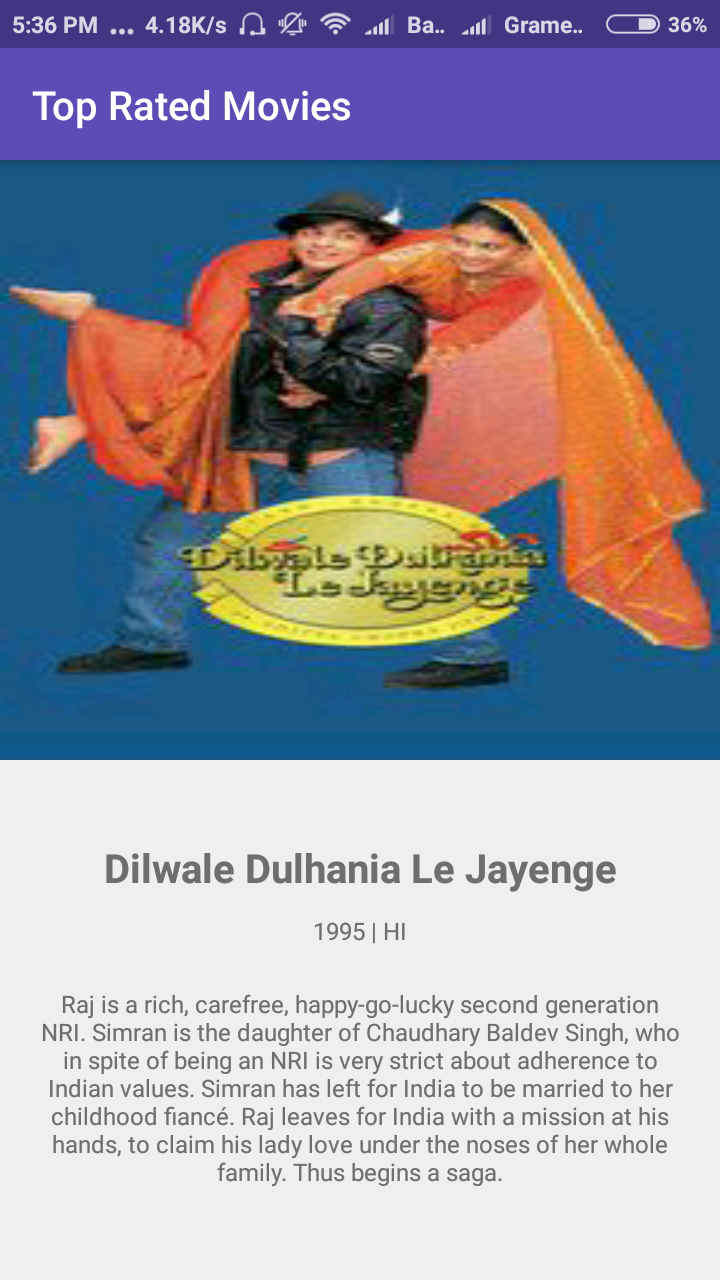 5:36 PM ... 4.18K/s Ba.. Grame.. 36%
Top Rated Movies
Dilwale Dulhania
Le Jayenge
Dilwale Dulhania Le Jayenge
1995 | HI
Raj is a rich, carefree, happy-go-lucky second generation
NRI. Simran is the daughter of Chaudhary Baldev Singh, who
in spite of being an NRI is very strict about adherence to
Indian values. Simran has left for India to be married to her
childhood fiancé. Raj leaves for India with a mission at his
hands, to claim his lady love under the noses of her whole
family. Thus begins a saga.